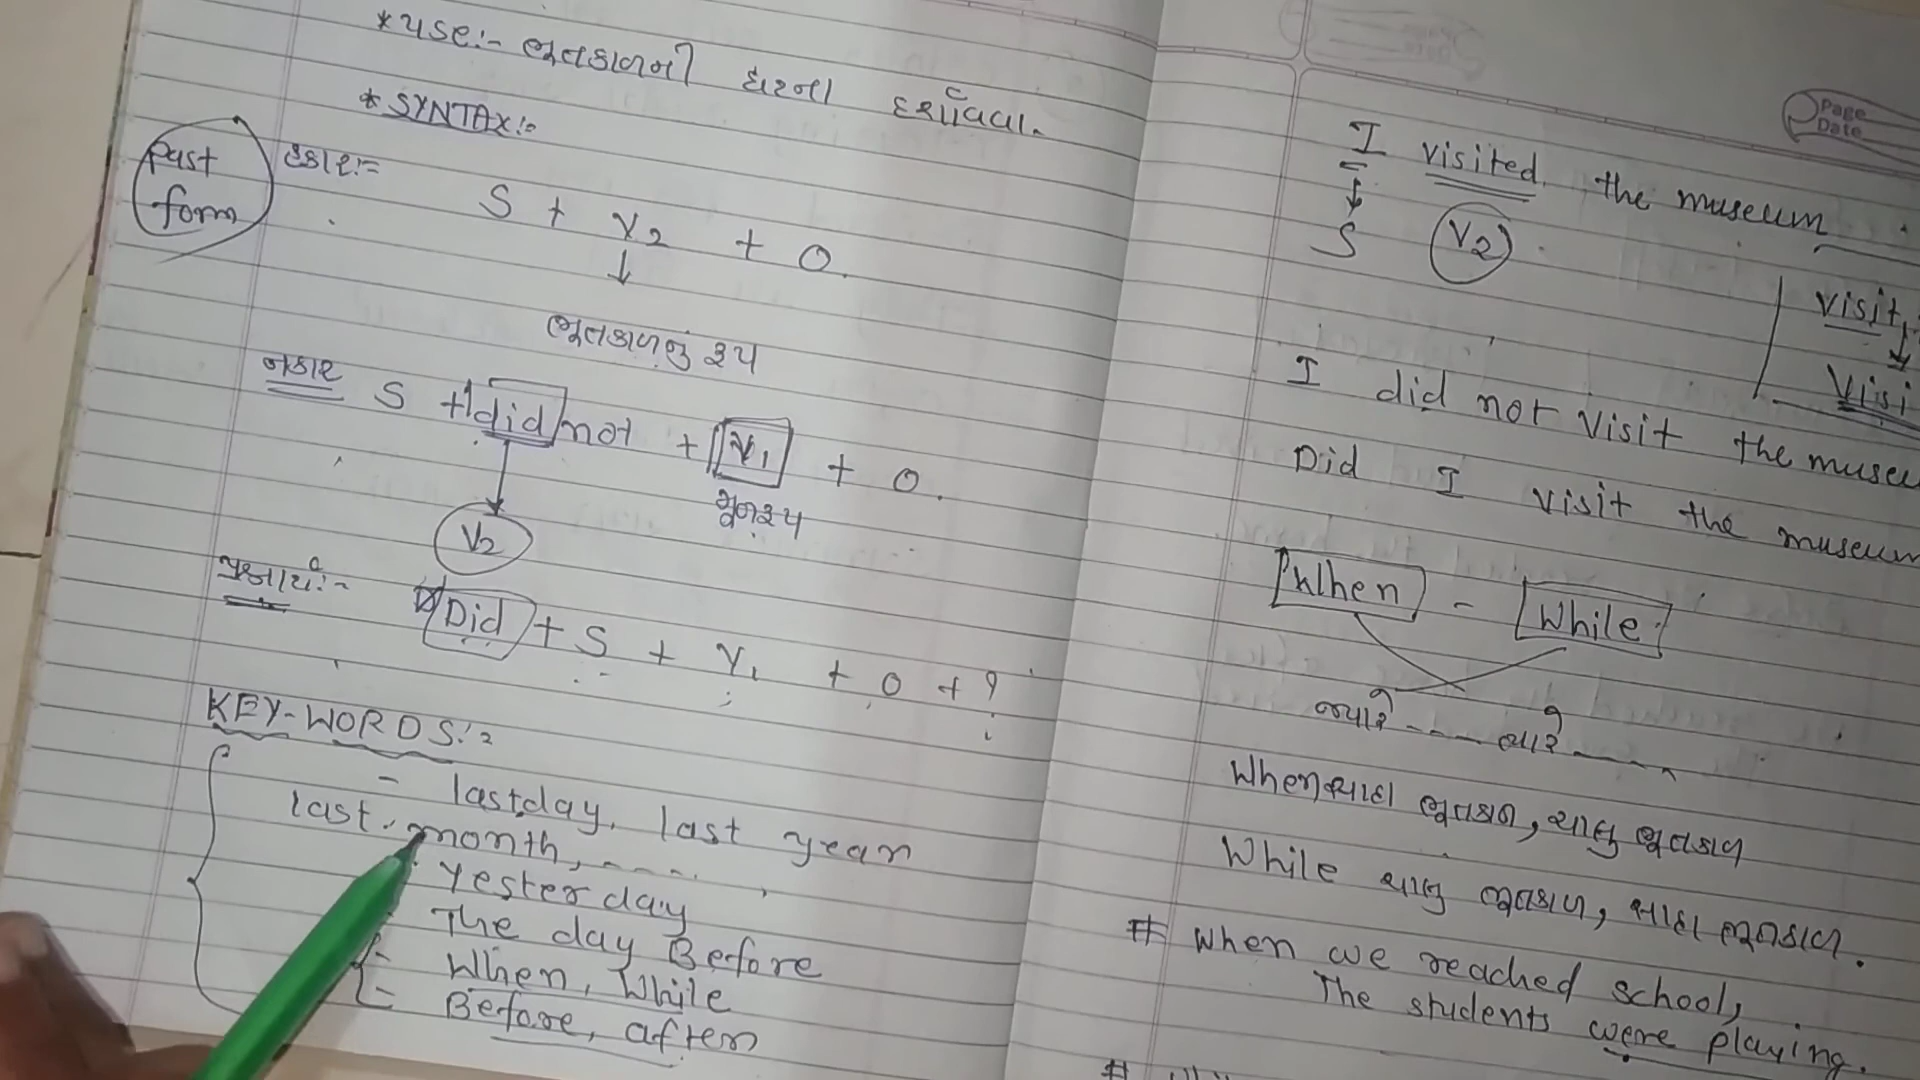 *use:- ભૂતકાળની ઘટના દર્શાવવા.
*SYNTAX:-
Past form
હકાર:-
S + V2 + O.
↓
ભૂતકાળનું રૂપ
નકાર S + did not + V1 + O.
મૂળરૂપ
V2
પ્રશ્નાર્થ:- Did + S + V1 + O + ?
KEY-WORDS:-
- lastday, last year
last month, ----
Yesterday
The day Before
- When, While
- Before, after
Page
Date
I visited the museum
↓
S V2
visit
↓
I did not visit the
Did I visit the museum
When - While
જ્યારે --- ત્યારે ----
When સાદો ભૂતકાળ, ચાલુ ભૂતકાળ
While ચાલુ ભૂતકાળ, સાદો ભૂતકાળ.
# When we reached school,
The students were playing.
#